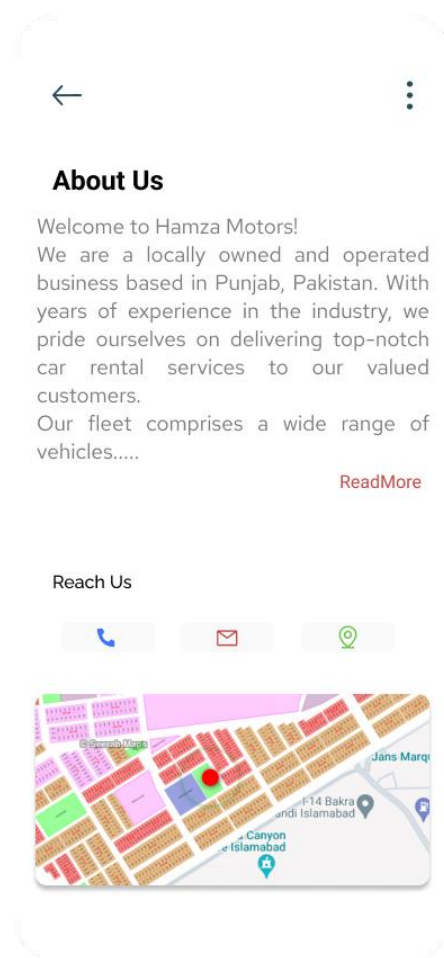 About Us
Welcome to Hamza Motors!
We are a locally owned and operated
business based in Punjab, Pakistan. With
years of experience in the industry, we
pride ourselves on delivering top-notch
car rental services to our valued
customers.
Our fleet comprises a wide range of
vehicles.....
ReadMore
Reach Us
Jans Marqu
I-14 Bakra
ndi Islamabad
Canyon
e Islamabad